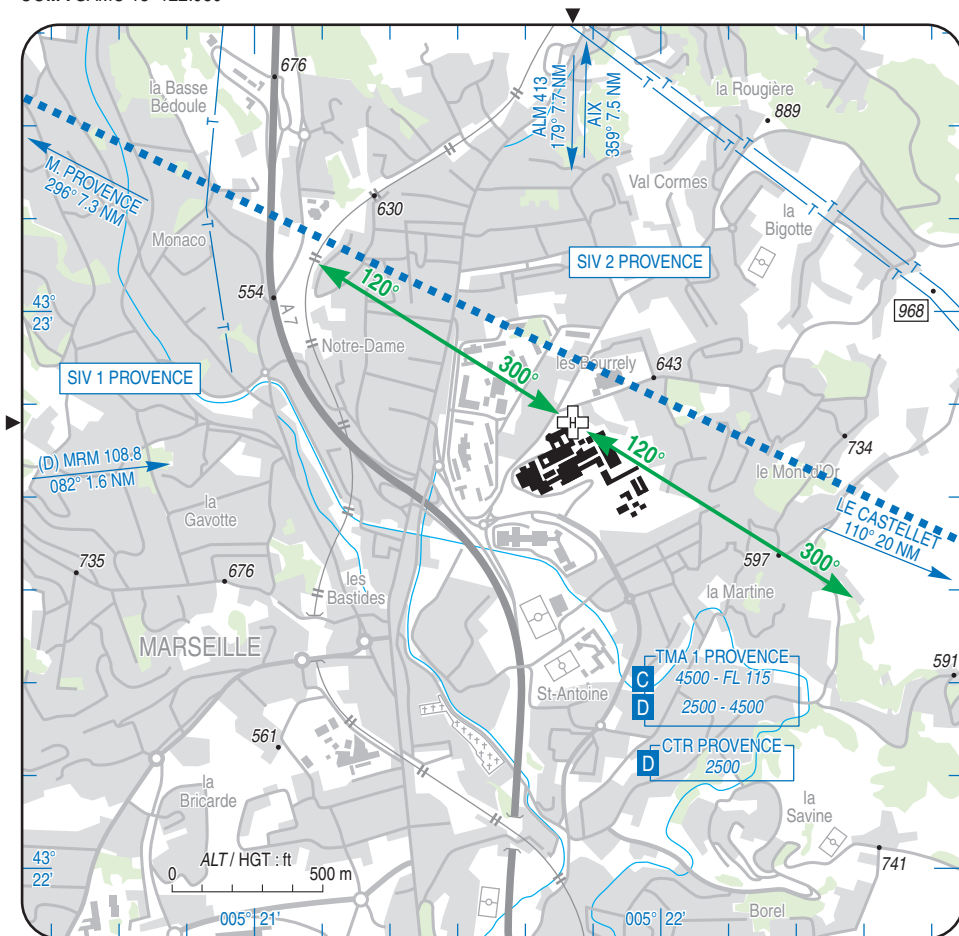 676
la Basse
Bédoule
ALM 413
179° 7.7 NM
AIX
359° 7.5 NM
la Rougière
889
M. PROVENCE
296° 7.3 NM
630
Val Cormes
la
Bigotte
Monaco
SIV 2 PROVENCE
120°
43°
23'
554
A 7
968
Notre-Dame
300°
les Bourrely
643
SIV 1 PROVENCE
H
120°
734
(D) MRM 108.8
082° 1.6 NM
le Mont d'Or
la
Gavotte
LE CASTELLET
110° 20 NM
735
676
597
300°
les
Bastides
la Martine
MARSEILLE
TMA 1 PROVENCE
C 4500 - FL 115
D 2500 - 4500
591
St-Antoine
561
CTR PROVENCE
D 2500
la
Bricarde
la
Savine
43°
22'
ALT / HGT : ft
0 500 m
741
005° 21'
005° 22'
Borel